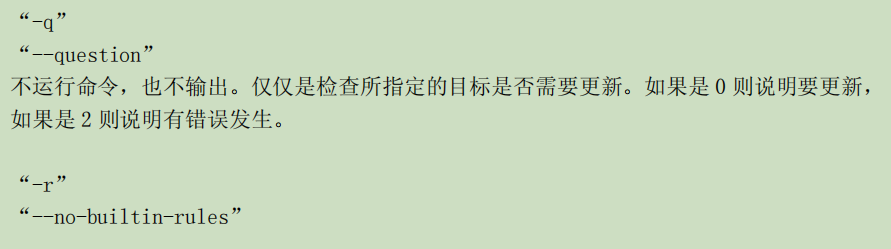 “-q”
“--question”
不运行命令，也不输出。仅仅是检查所指定的目标是否需要更新。如果是 0 则说明要更新，
如果是 2 则说明有错误发生。
“-r”
“--no-builtin-rules”